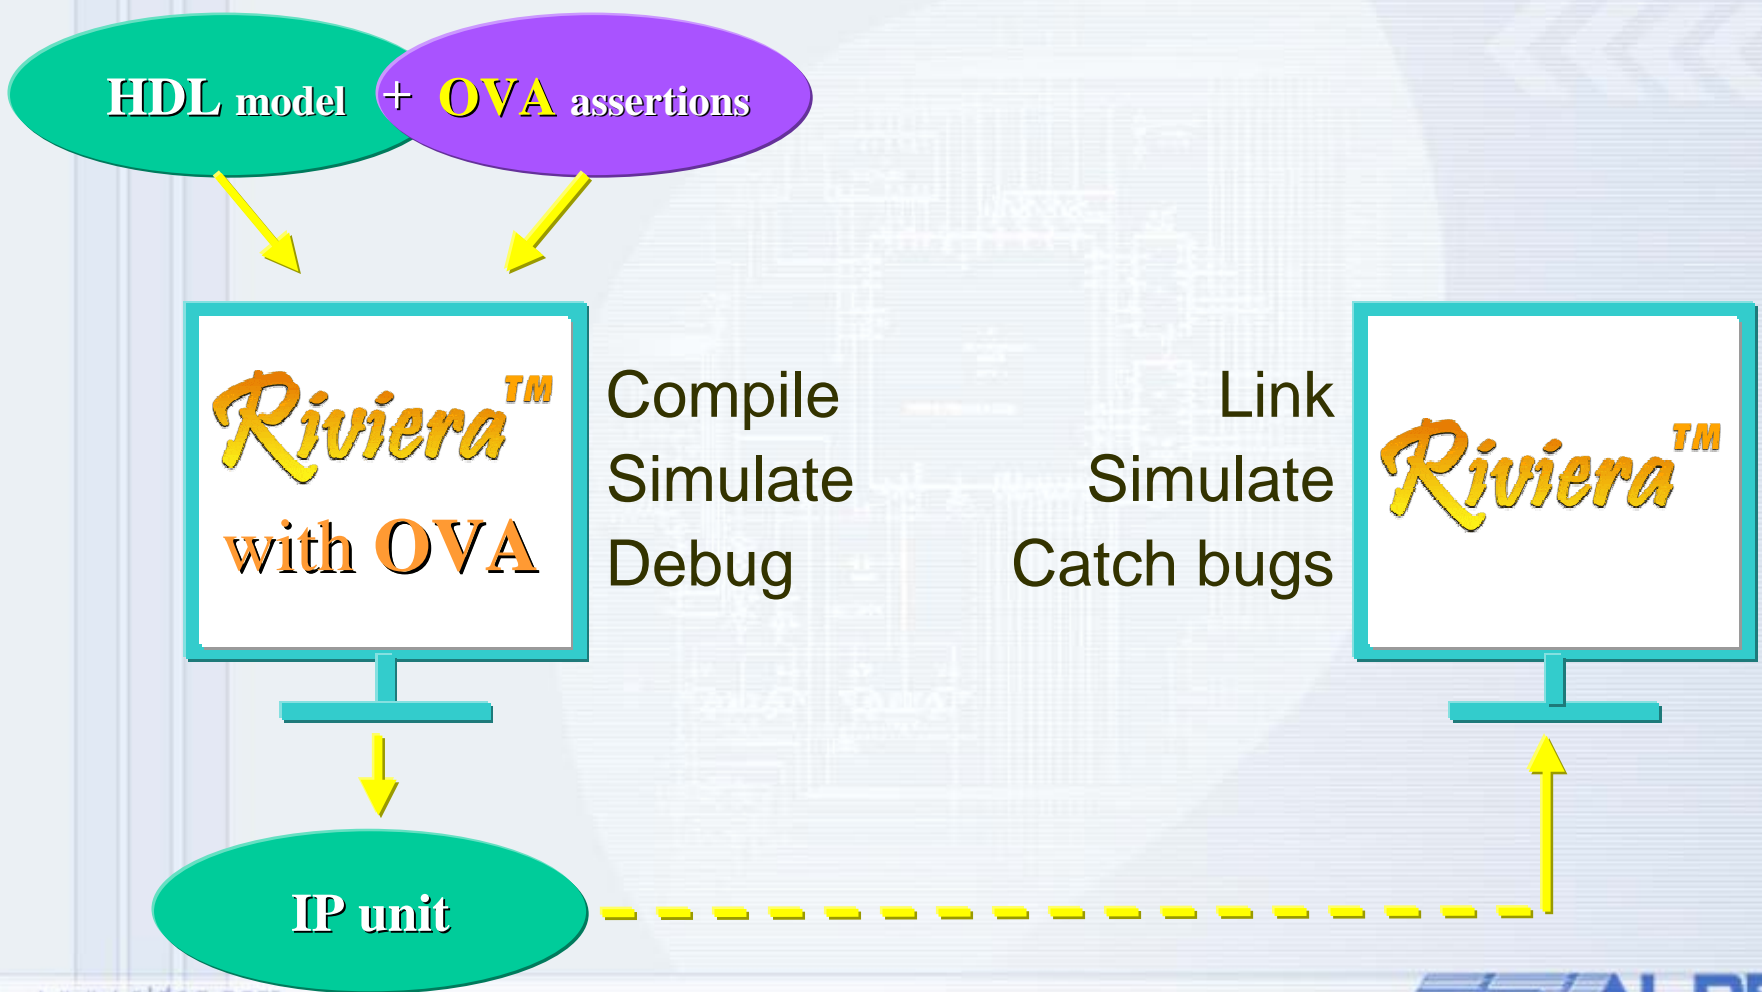 HDL model + OVA assertions
Riviera™
with OVA
Compile
Simulate
Debug
Link
Simulate
Catch bugs
Riviera™
IP unit